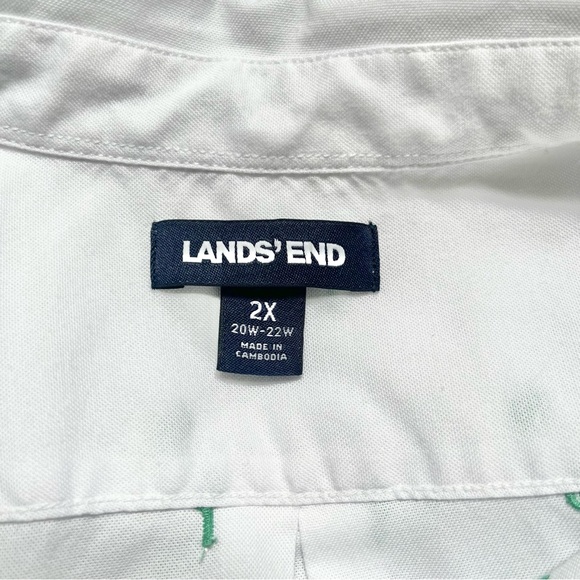 LANDS' END
2X
20W-22W
MADE IN
CAMBODIA